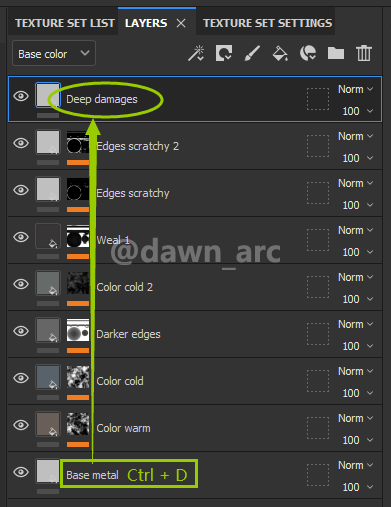 TEXTURE SET LIST LAYERS TEXTURE SET SETTINGS
Base color
Deep damages Norm
100
Edges scratchy 2 Norm
100
Edges scratchy Norm
100
Weal 1 Norm
100
@dawn_arc
Color cold 2 Norm
100
Darker edges Norm
100
Color cold Norm
100
Color warm Norm
100
Base metal Ctrl + D Norm
100